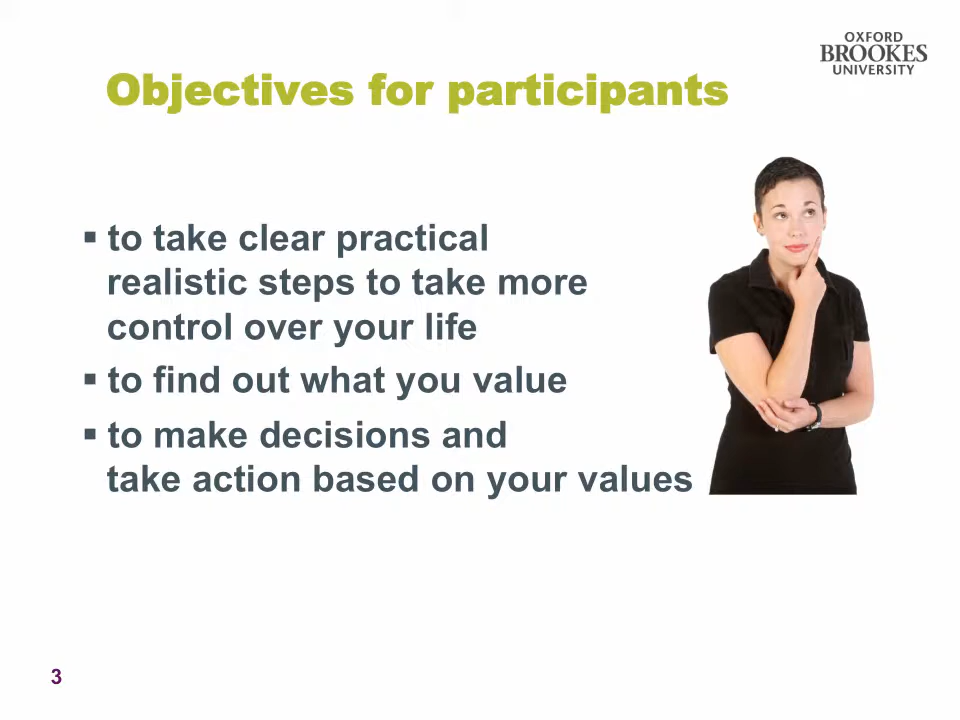 OXFORD
BROOKES
UNIVERSITY
Objectives for participants
▪ to take clear practical
realistic steps to take more
control over your life
▪ to find out what you value
▪ to make decisions and
take action based on your values
3